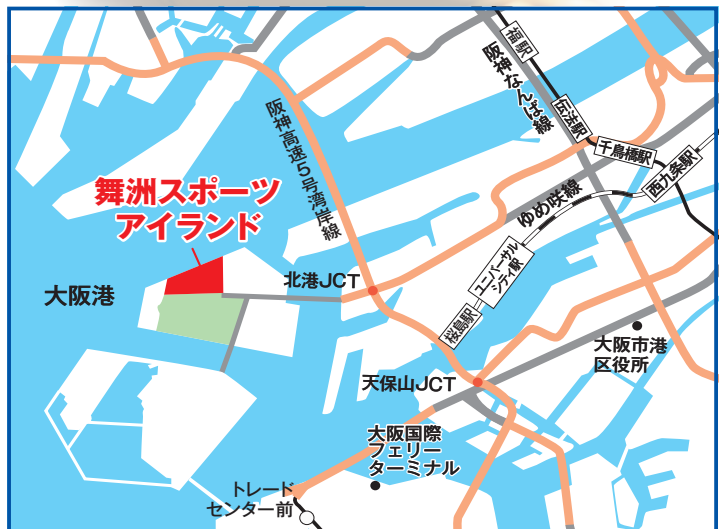 福駅
阪神なんば線
伝法駅
千鳥橋駅
西九条駅
阪神高速5号湾岸線
舞洲スポーツ
アイランド
ゆめ咲線
ユニバーサル
シティ駅
北港JCT
大阪港
桜島駅
大阪市港
区役所
天保山JCT
大阪国際
フェリー
ターミナル
トレード
センター前